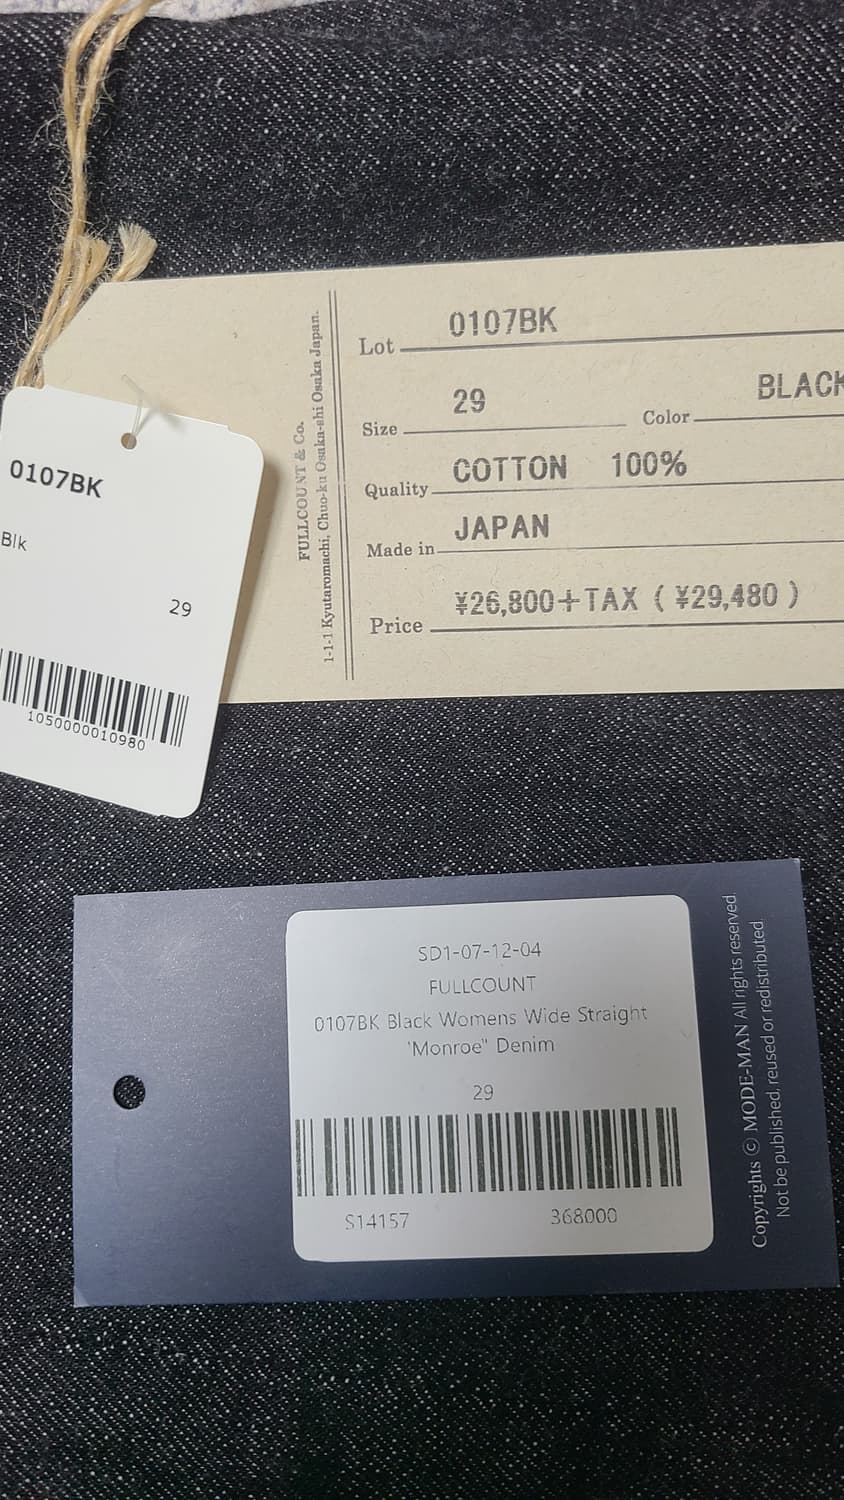 FULLCOUNT & Co.
1-1-1 Kyutaromachi, Chuo-ku Osaka-shi Osaka Japan.
Lot 0107BK
Size 29 Color BLACK
Quality COTTON 100%
Made in JAPAN
Price ¥26,800+TAX ( ¥29,480 )
0107BK
Blk
29
1050000010980
SD1-07-12-04
FULLCOUNT
0107BK Black Womens Wide Straight
'Monroe" Denim
29
S14157 368000
Copyrights © MODE-MAN All rights reserved.
Not be published, reused or redistributed.